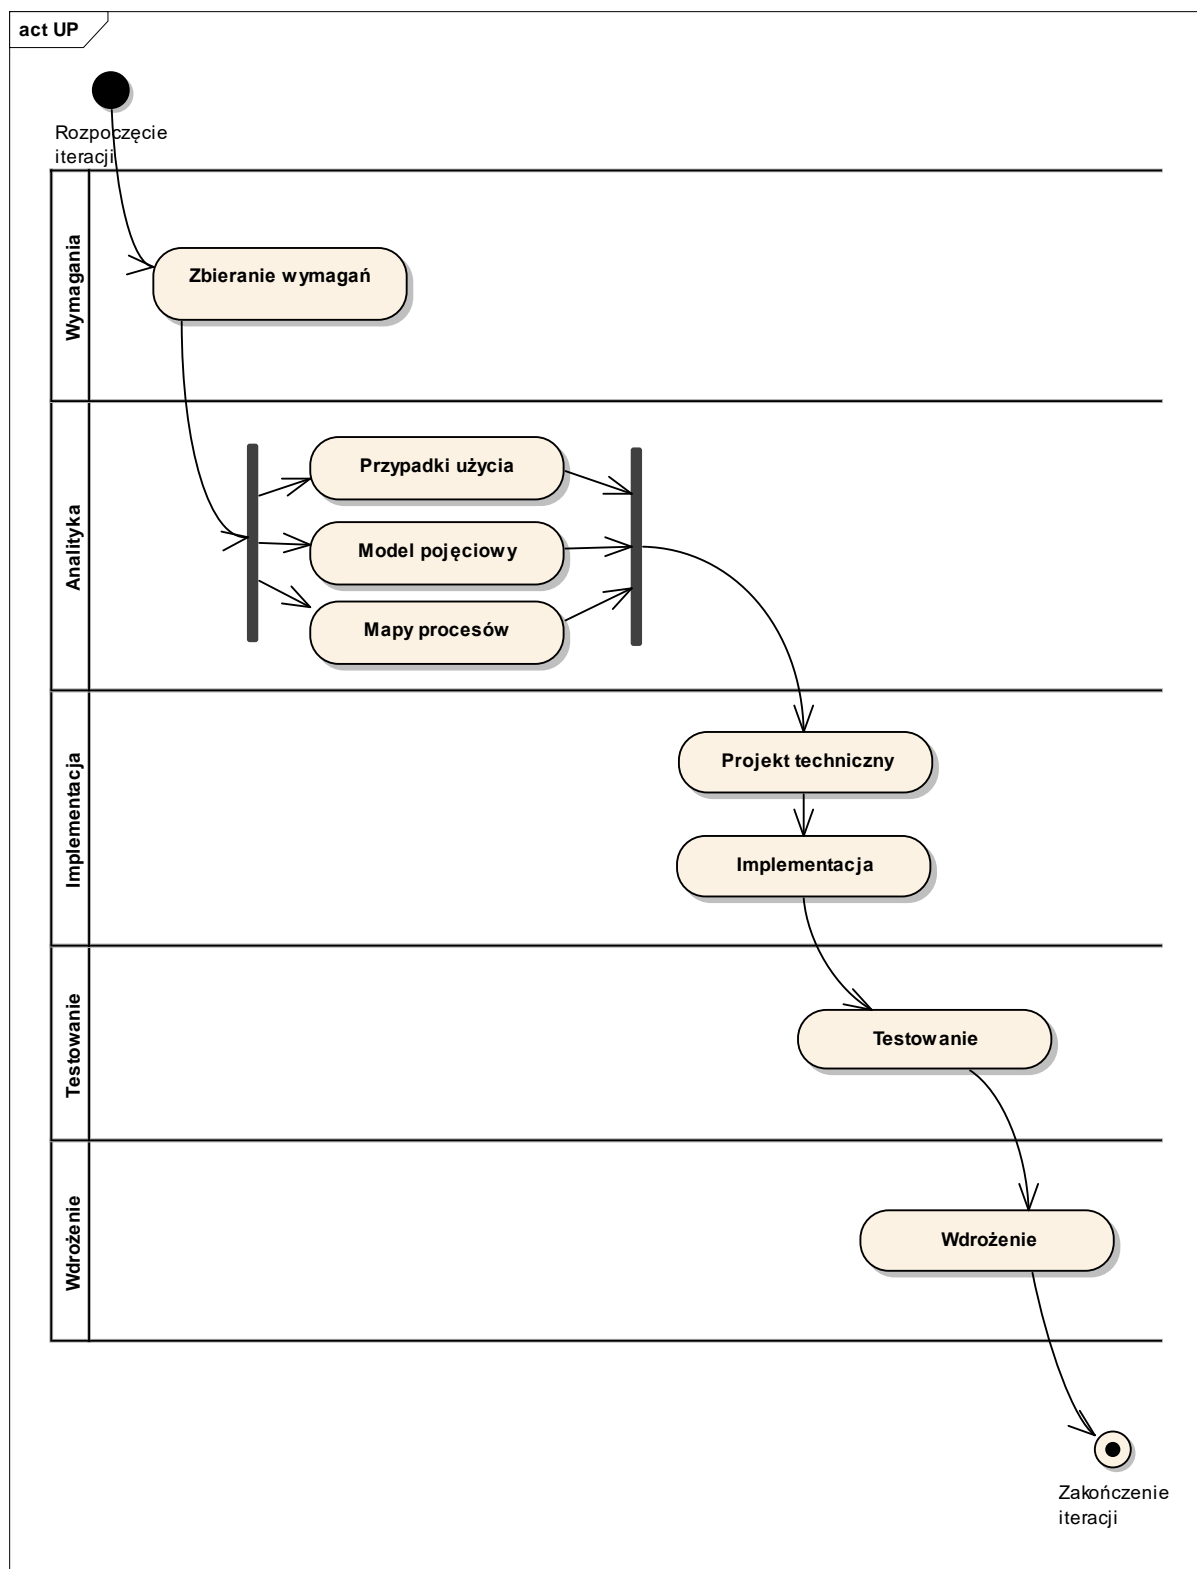 act UP
Rozpoczęcie
iteracji
Wymagania
Zbieranie wymagań
Analityka
Przypadki użycia
Model pojęciowy
Mapy procesów
Implementacja
Projekt techniczny
Implementacja
Testowanie
Testowanie
Wdrożenie
Wdrożenie
Zakończenie
iteracji